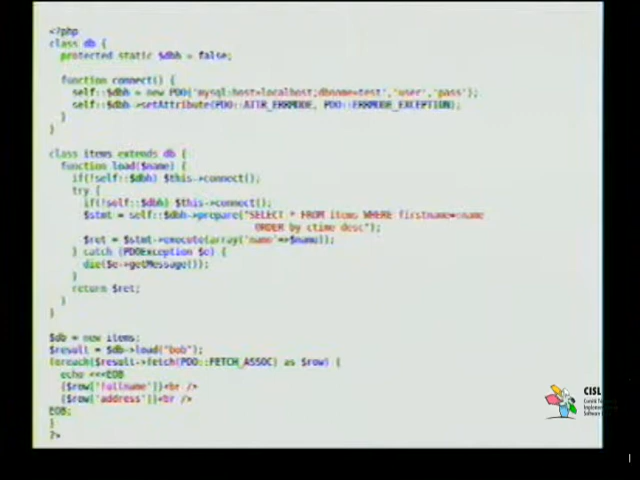 <?php
class db {
protected static $dbh = false;
function connect() {
self::$dbh = new PDO('mysql:host=localhost;dbname=test','user','pass');
self::$dbh->setAttribute(PDO::ATTR_ERRMODE, PDO::ERRMODE_EXCEPTION);
}
}
class items extends db {
function load($name) {
if(!self::$dbh) $this->connect();
try {
if(!self::$dbh) $this->connect();
$stmt = self::$dbh->prepare("SELECT * FROM items WHERE firstname=:name
ORDER by ctime desc");
$ret = $stmt->execute(array('name'=>$name));
} catch (PDOException $e) {
die($e->getMessage());
}
return $ret;
}
}
$db = new items;
$result = $db->load("bob");
foreach($result->fetch(PDO::FETCH_ASSOC) as $row) {
echo <<<EOB
{$row['fullname']}<br />
{$row['address']}<br />
EOB;
}
?>
CISL
Software